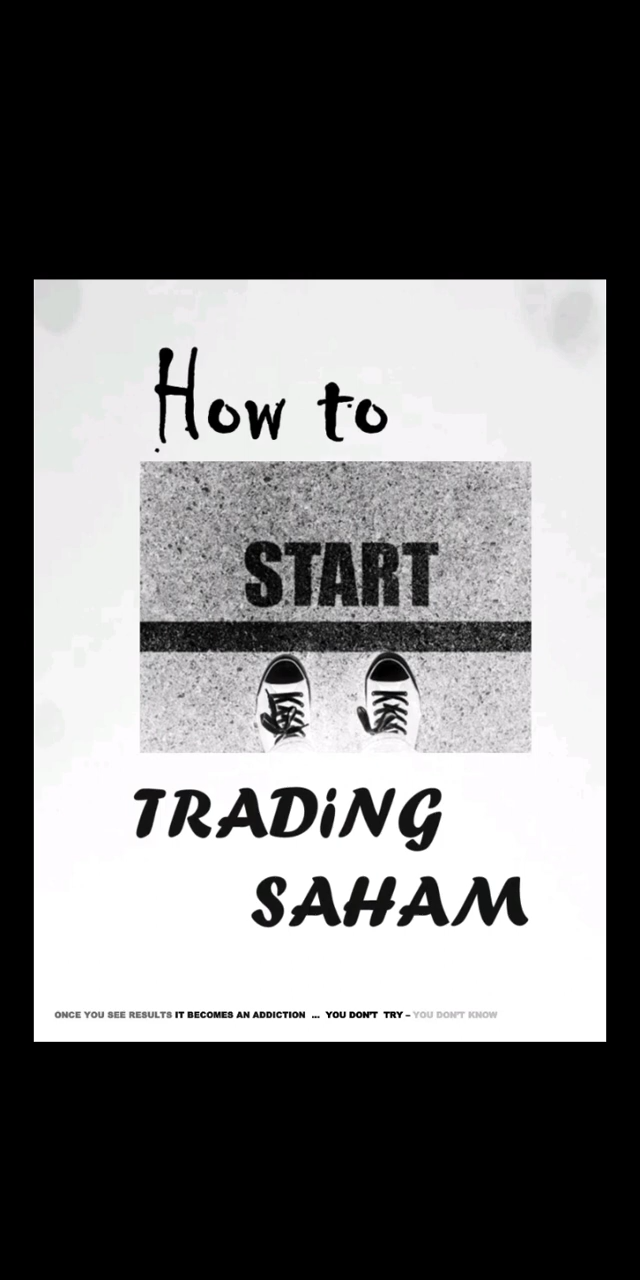 How to
START
TRADiNG
SAHAM
ONCE YOU SEE RESULTS IT BECOMES AN ADDICTION ... YOU DON'T TRY – YOU DON'T KNOW